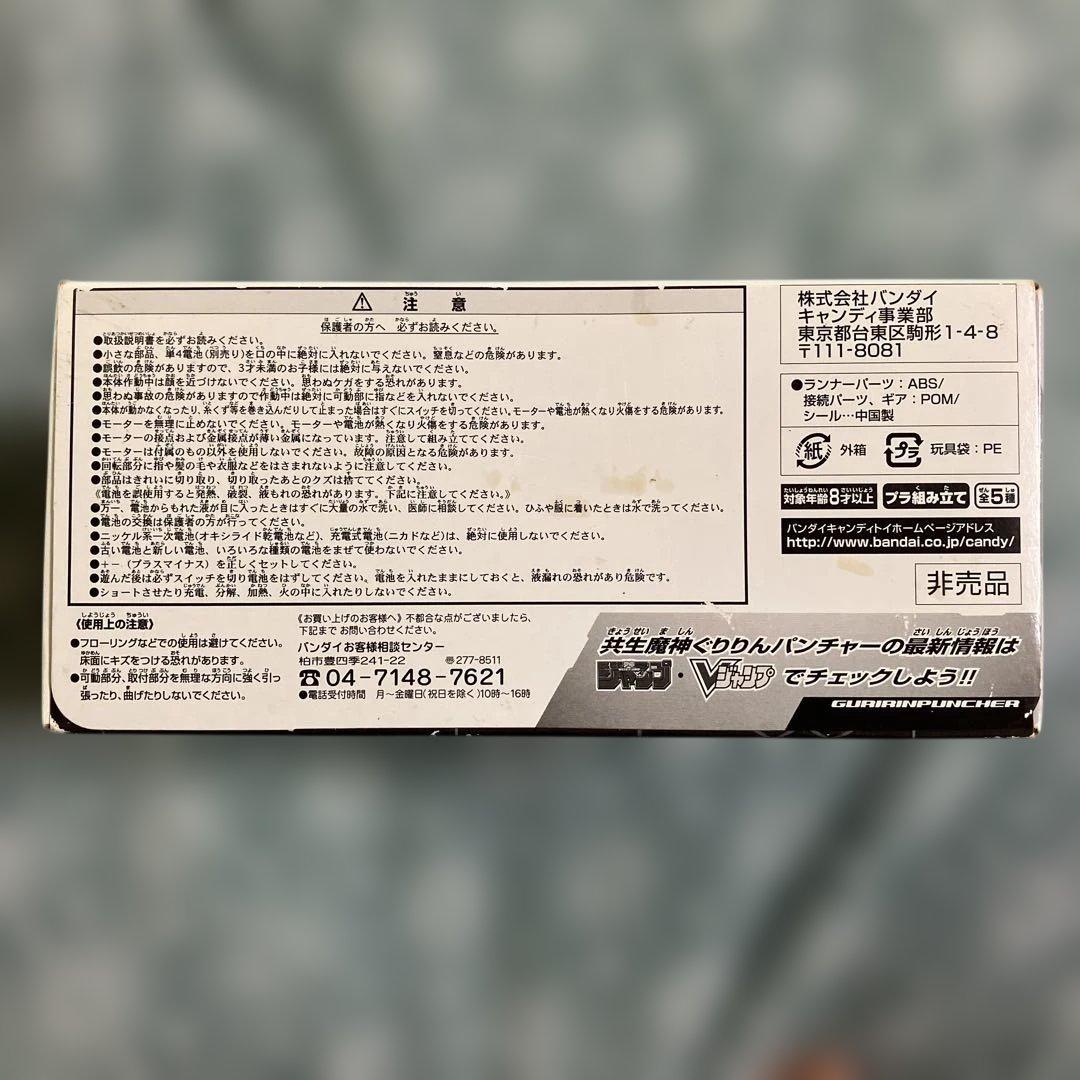 ⚠ 注意
保護者の方へ 必ずお読みください。
●取扱説明書を必ずお読みください。
●小さな部品、単4電池(別売り)を口の中に絶対に入れないでください。窒息などの危険があります。
●誤飲の危険がありますので、3才未満のお子様には絶対に与えないでください。
●本体作動中は顔を近づけないでください。思わぬケガをする恐れがあります。
●思わぬ事故の危険がありますので作動中は絶対に可動部に指などを入れないでください。
●本体が動かなくなったり、糸くず等を巻き込んだりして止まった場合はすぐにスイッチを切ってください。モーターや電池が熱くなり火傷をする危険があります。
●モーターを無理に止めないでください。モーターや電池が熱くなり火傷をする危険があります。
●モーターの接点および金属接点が薄い金属になっています。注意して組み立ててください。
●モーターは付属のもの以外を使用しないでください。故障の原因となる危険があります。
●回転部分に指や髪の毛や衣服などをはさまれないように注意してください。
●部品はきれいに切り取り、切り取ったあとのクズは捨ててください。
《電池を誤使用すると発熱、破裂、液もれの恐れがあります。下記に注意してください。》
●万一、電池からもれた液が目に入ったときはすぐに大量の水で洗い、医師に相談してください。ひふや服に着いたときは水で洗ってください。
●電池の交換は保護者の方が行ってください。
●ニッケル系一次電池(オキシライド乾電池など)、充電式電池(ニカドなど)は、絶対に使用しないでください。
●古い電池と新しい電池、いろいろな種類の電池をまぜて使わないでください。
●+-(プラスマイナス)を正しくセットしてください。
●遊んだ後は必ずスイッチを切り電池をはずしてください。電池を入れたままにしておくと、液漏れの恐れがあり危険です。
●ショートさせたり充電、分解、加熱、火の中に入れたりしないでください。
《使用上の注意》
●フローリングなどでの使用は避けてください。
床面にキズをつける恐れがあります。
●可動部分、取付部分を無理な方向に強く引っ
張ったり、曲げたりしないでください。
《お買い上げのお客様へ》不都合な点がございましたら、
下記まで お問い合わせください。
バンダイお客様相談センター
柏市豊四季241-22 〠277-8511
☎04-7148-7621
●電話受付時間 月～金曜日(祝日を除く)10時～16時
株式会社バンダイ
キャンディ事業部
東京都台東区駒形1-4-8
〒111-8081
●ランナーパーツ:ABS/
接続パーツ、ギア:POM/
シール…中国製
紙 外箱 プラ 玩具袋:PE
対象年齢8才以上 プラ組み立て 全5種
バンダイキャンディトイホームページアドレス
http://www.bandai.co.jp/candy/
非売品
共生魔神ぐりりんパンチャーの最新情報は
ジャンプ・Vジャンプでチェックしよう!!
GURIRINPUNCHER